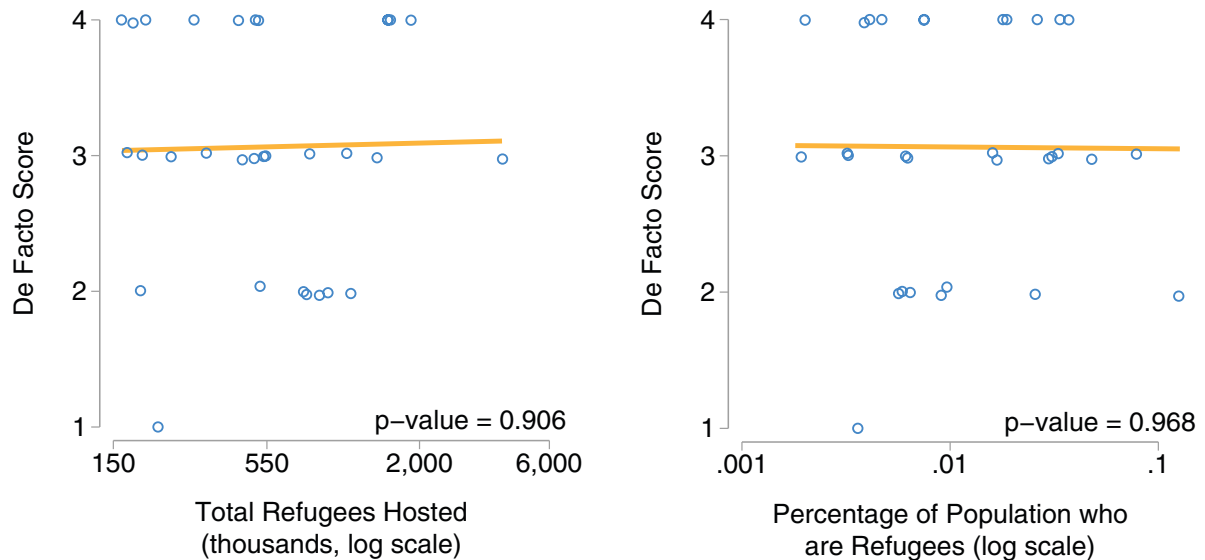 De Facto Score
4
3
2
1
p−value = 0.906
150
550
2,000
6,000
Total Refugees Hosted
(thousands, log scale)
De Facto Score
4
3
2
1
p−value = 0.968
.001
.01
.1
Percentage of Population who
are Refugees (log scale)